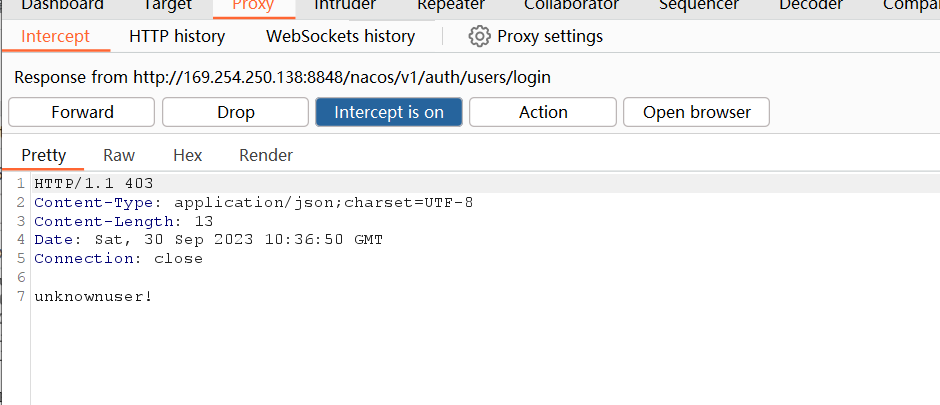 Dashboard Target Proxy Intruder Repeater Collaborator Sequencer Decoder
Intercept HTTP history WebSockets history Proxy settings
Response from http://169.254.250.138:8848/nacos/v1/auth/users/login
Forward Drop Intercept is on Action Open browser
Pretty Raw Hex Render
1 HTTP/1.1 403
2 Content-Type: application/json;charset=UTF-8
3 Content-Length: 13
4 Date: Sat, 30 Sep 2023 10:36:50 GMT
5 Connection: close
6
7 unknownuser!